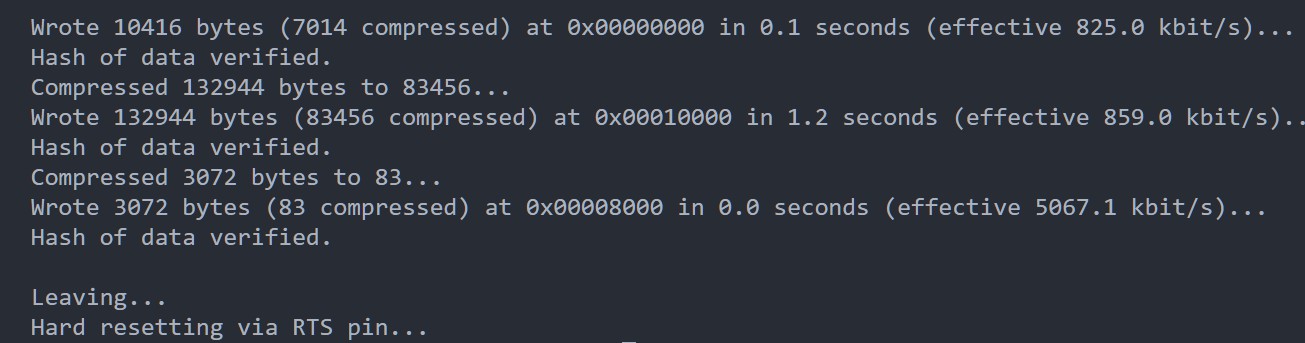 Wrote 10416 bytes (7014 compressed) at 0x00000000 in 0.1 seconds (effective 825.0 kbit/s)...
Hash of data verified.
Compressed 132944 bytes to 83456...
Wrote 132944 bytes (83456 compressed) at 0x00010000 in 1.2 seconds (effective 859.0 kbit/s)..
Hash of data verified.
Compressed 3072 bytes to 83...
Wrote 3072 bytes (83 compressed) at 0x00008000 in 0.0 seconds (effective 5067.1 kbit/s)...
Hash of data verified.
Leaving...
Hard resetting via RTS pin...